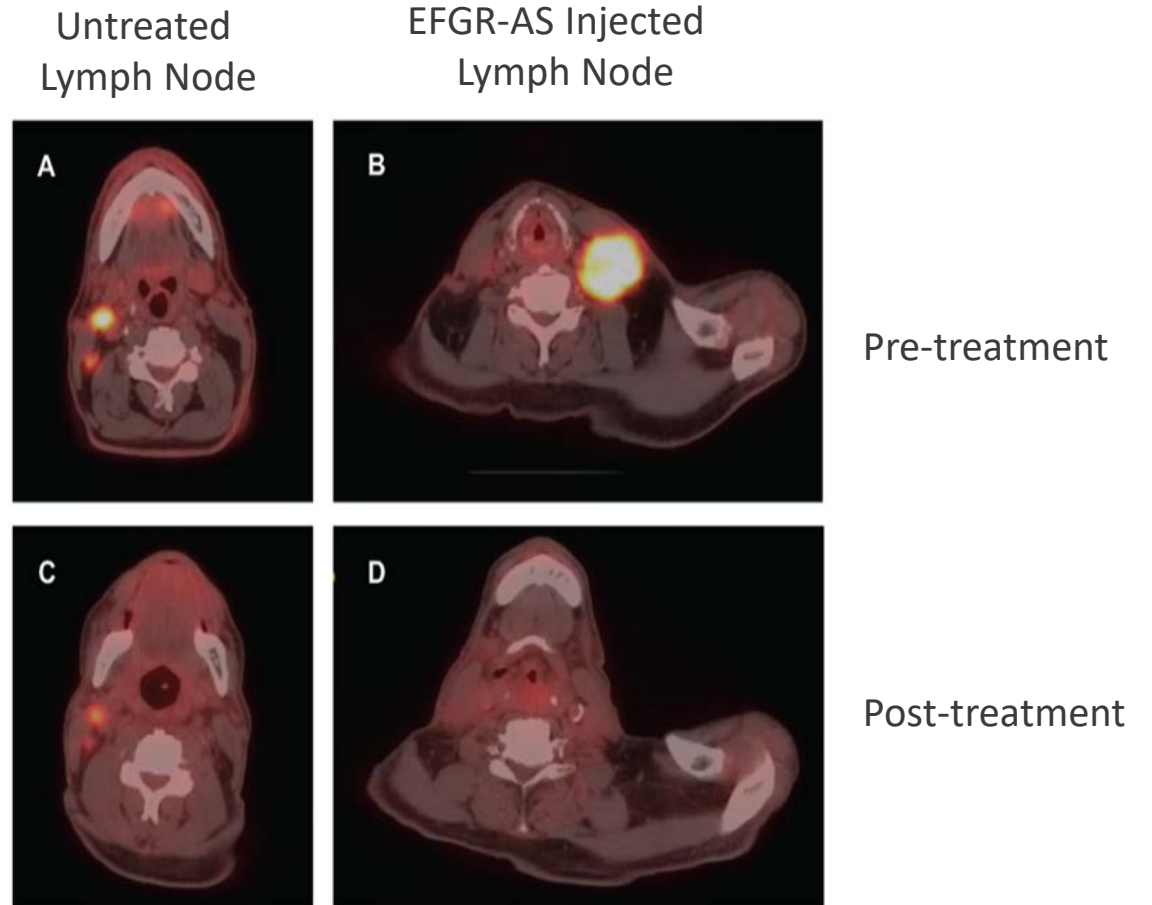 Untreated
Lymph Node
EFGR-AS Injected
Lymph Node
A
B
Pre-treatment
C
D
Post-treatment